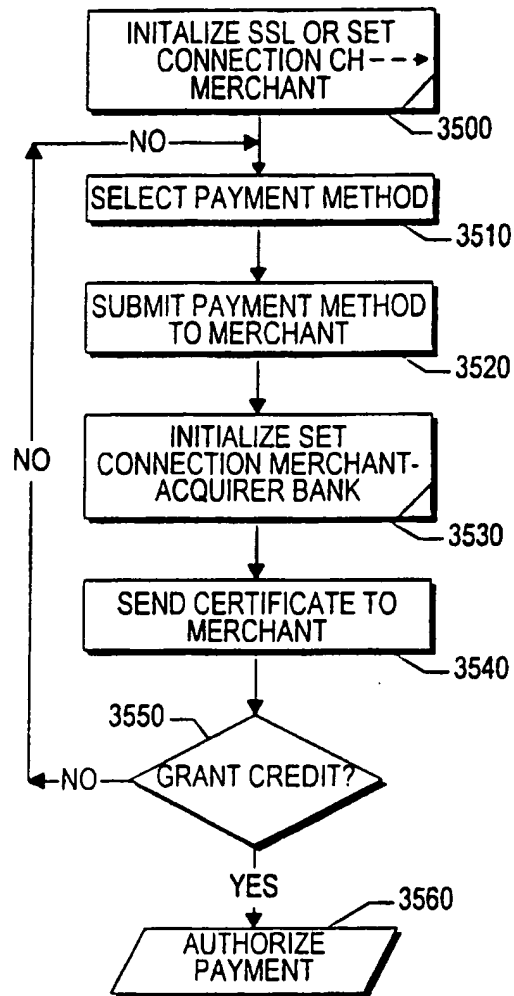 INITALIZE SSL OR SET
CONNECTION CH
MERCHANT
3500
NO
SELECT PAYMENT METHOD
3510
SUBMIT PAYMENT METHOD
TO MERCHANT
3520
NO
INITIALIZE SET
CONNECTION MERCHANT-
ACQUIRER BANK
3530
SEND CERTIFICATE TO
MERCHANT
3540
3550
NO
GRANT CREDIT?
YES
3560
AUTHORIZE
PAYMENT